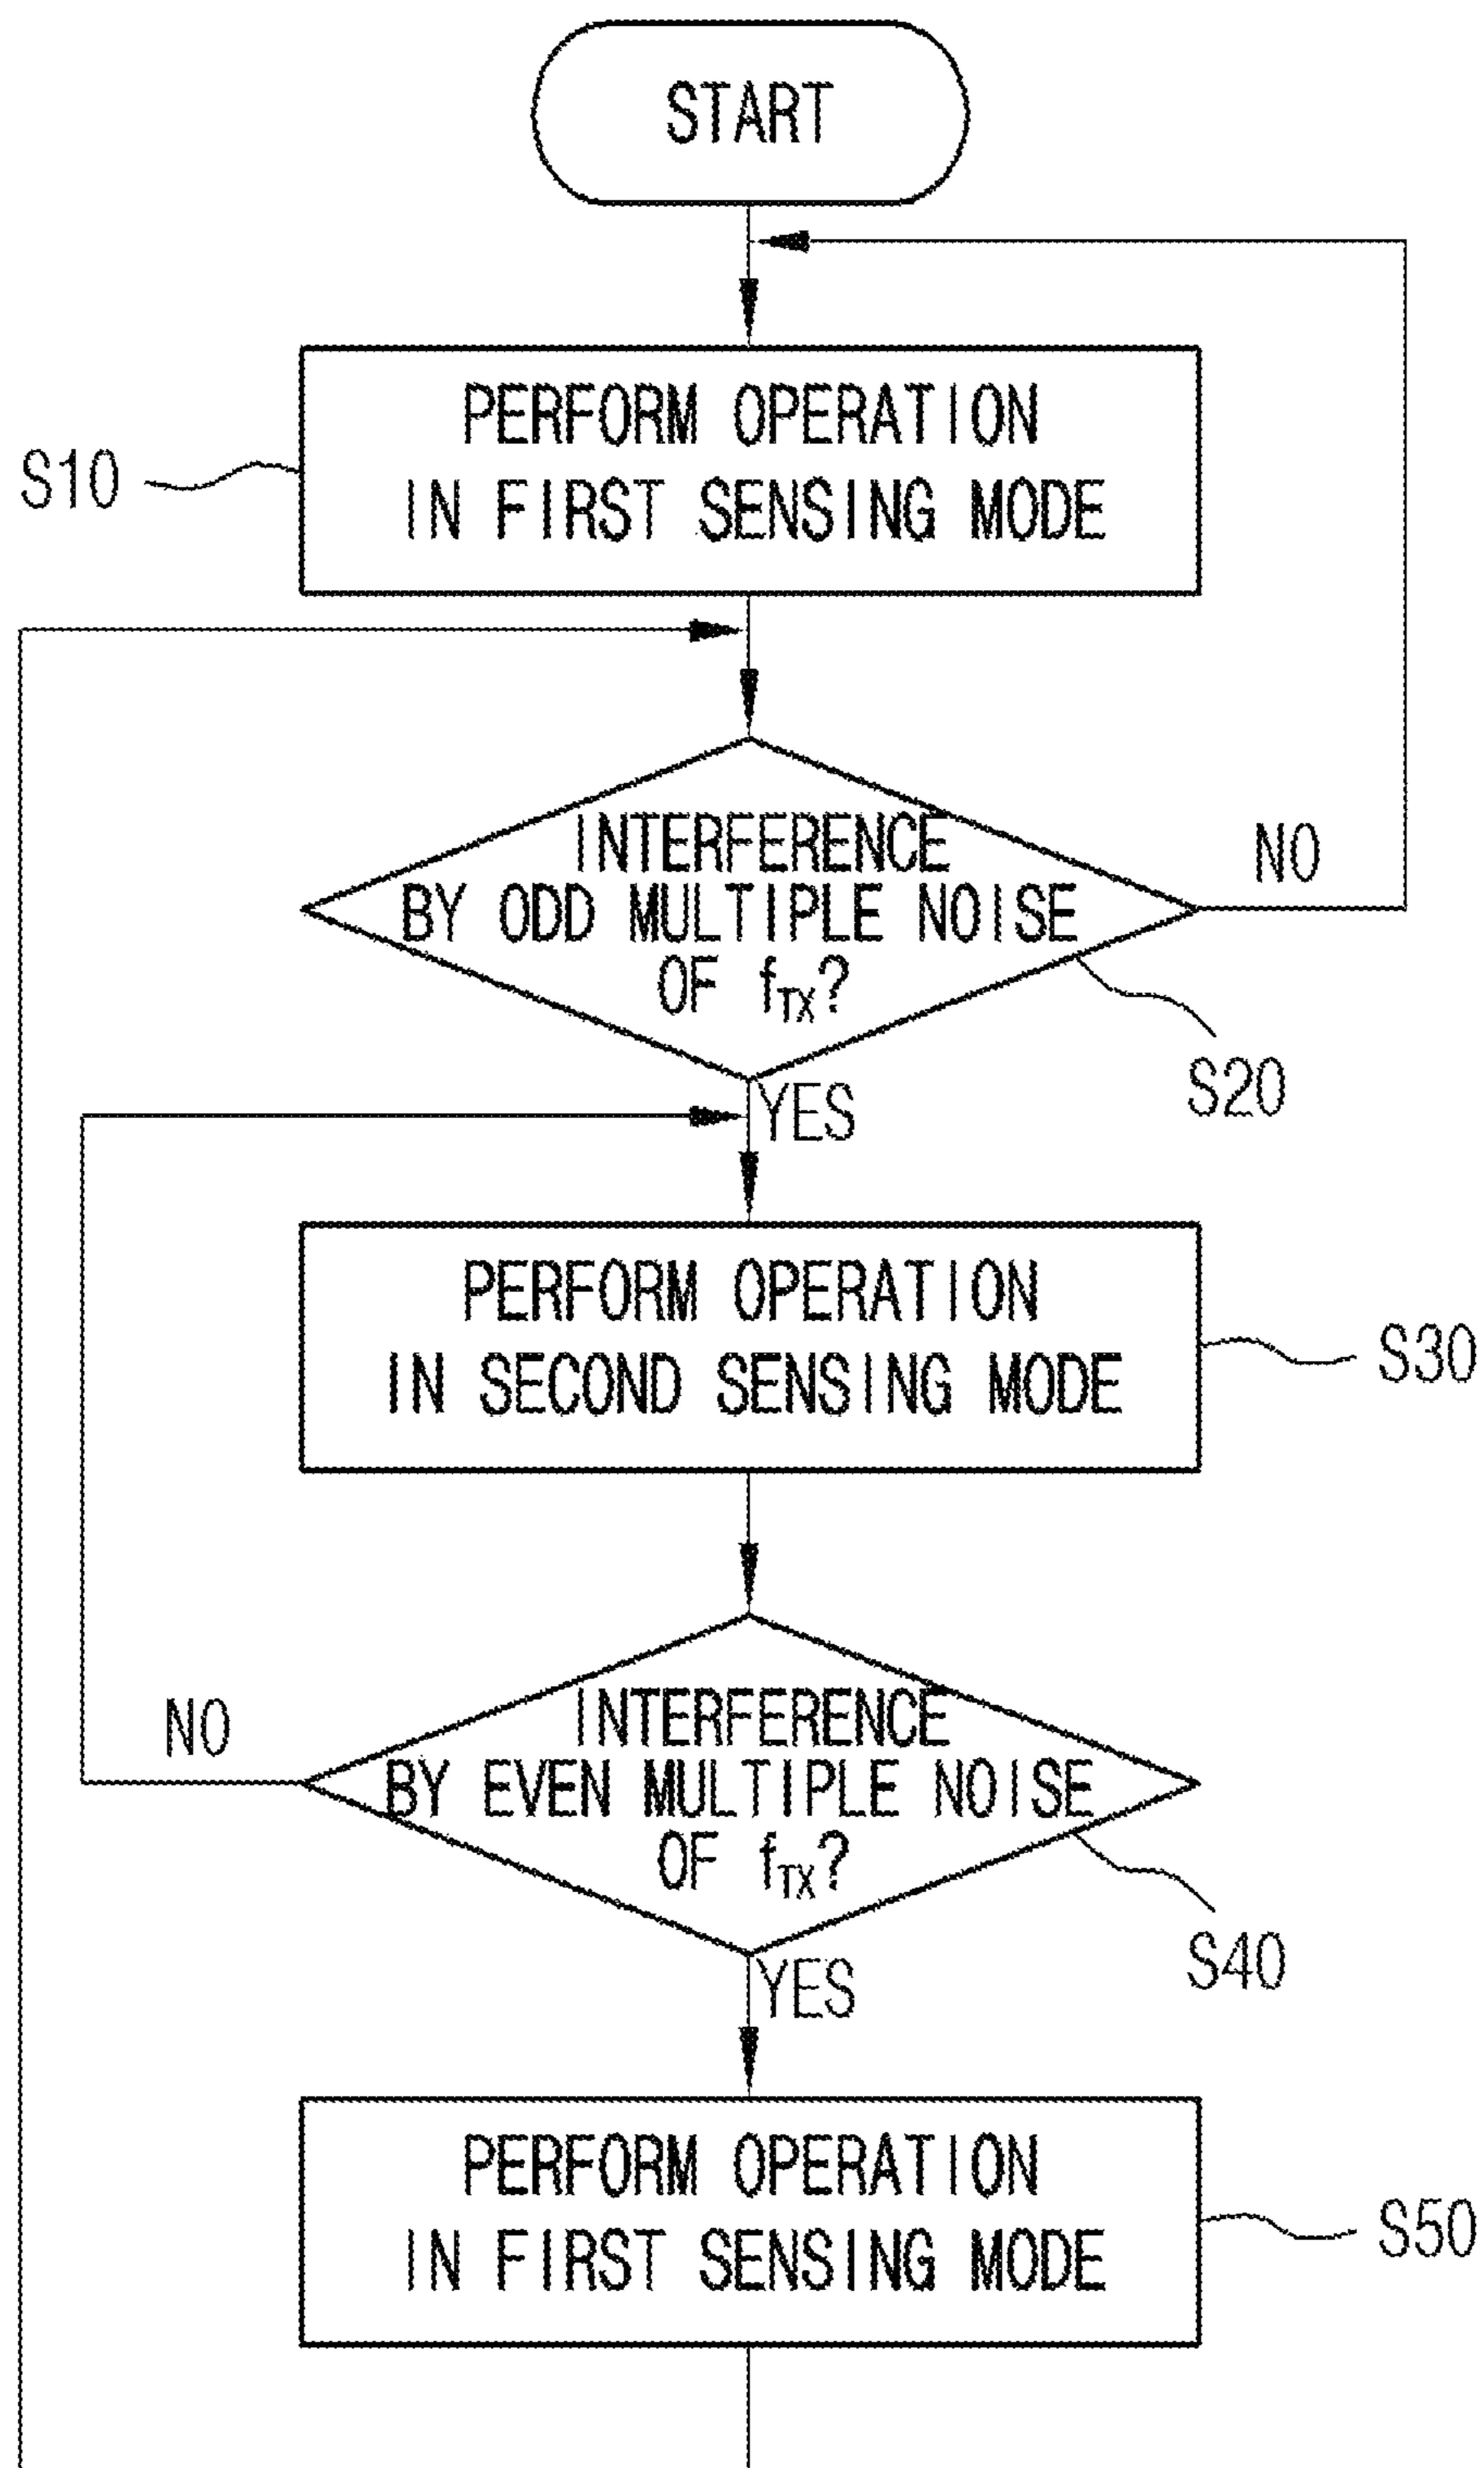 START
PERFORM OPERATION
IN FIRST SENSING MODE
S10
INTERFERENCE
BY ODD MULTIPLE NOISE
OF fTX?
NO
S20
YES
PERFORM OPERATION
IN SECOND SENSING MODE
S30
INTERFERENCE
BY EVEN MULTIPLE NOISE
OF fTX?
NO
S40
YES
PERFORM OPERATION
IN FIRST SENSING MODE
S50